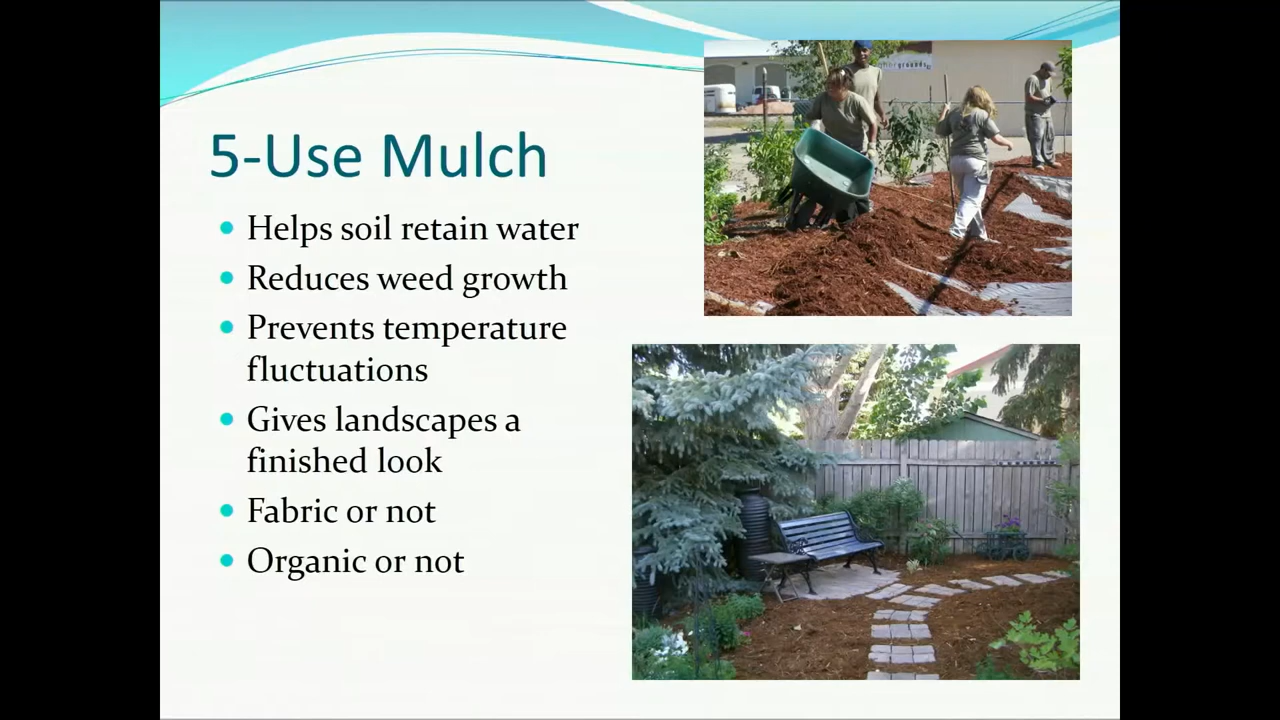 5-Use Mulch
Helps soil retain water
Reduces weed growth
Prevents temperature
fluctuations
Gives landscapes a
finished look
Fabric or not
Organic or not